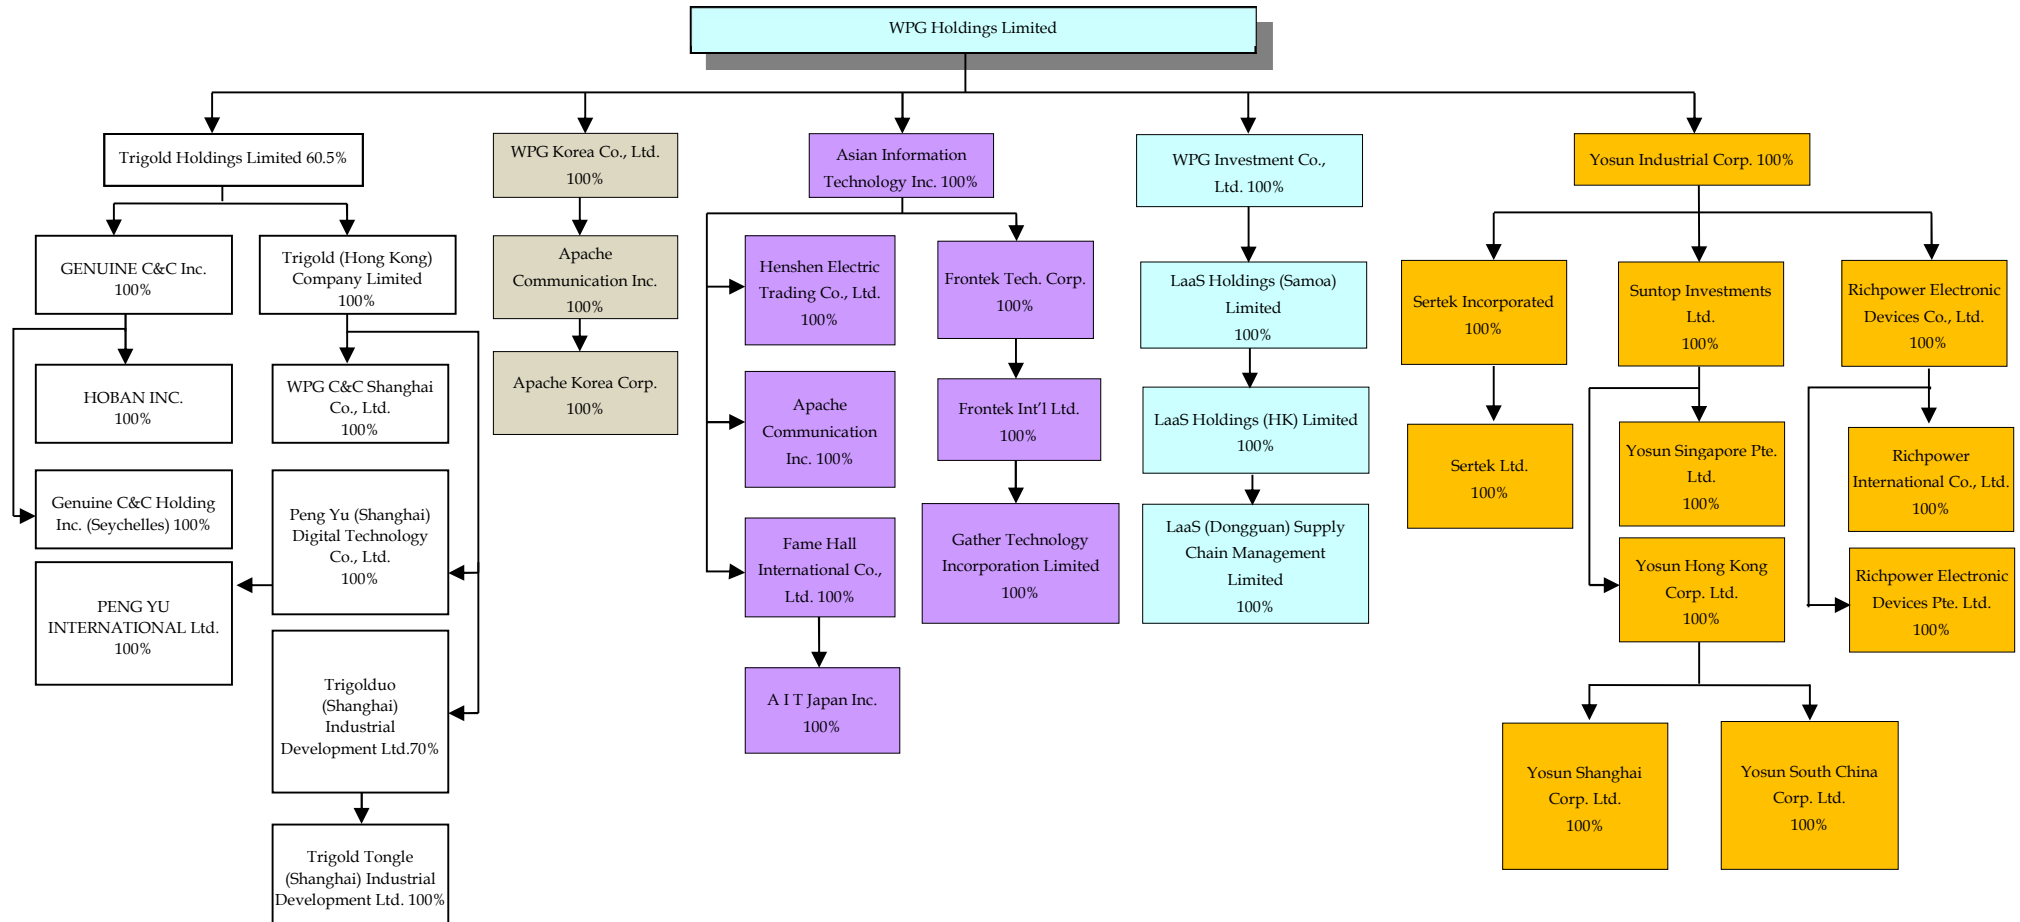 WPG Holdings Limited
Trigold Holdings Limited 60.5%
WPG Korea Co., Ltd.
100%
Asian Information
Technology Inc. 100%
WPG Investment Co.,
Ltd. 100%
Yosun Industrial Corp. 100%
GENUINE C&C Inc.
100%
Trigold (Hong Kong)
Company Limited
100%
Apache
Communication Inc.
100%
Henshen Electric
Trading Co., Ltd.
100%
Frontek Tech. Corp.
100%
LaaS Holdings (Samoa)
Limited
100%
Sertek Incorporated
100%
Suntop Investments
Ltd.
100%
Richpower Electronic
Devices Co., Ltd.
100%
HOBAN INC.
100%
WPG C&C Shanghai
Co., Ltd.
100%
Apache Korea Corp.
100%
Apache
Communication
Inc. 100%
Frontek Int'l Ltd.
100%
LaaS Holdings (HK) Limited
100%
Sertek Ltd.
100%
Yosun Singapore Pte.
Ltd.
100%
Richpower
International Co., Ltd.
100%
Genuine C&C Holding
Inc. (Seychelles) 100%
Peng Yu (Shanghai)
Digital Technology
Co., Ltd.
100%
Fame Hall
International Co.,
Ltd. 100%
Gather Technology
Incorporation Limited
100%
LaaS (Dongguan) Supply
Chain Management
Limited
100%
Yosun Hong Kong
Corp. Ltd.
100%
Richpower Electronic
Devices Pte. Ltd.
100%
PENG YU
INTERNATIONAL Ltd.
100%
Trigolduo
(Shanghai)
Industrial
Development Ltd.70%
A I T Japan Inc.
100%
Yosun Shanghai
Corp. Ltd.
100%
Yosun South China
Corp. Ltd.
100%
Trigold Tongle
(Shanghai) Industrial
Development Ltd. 100%